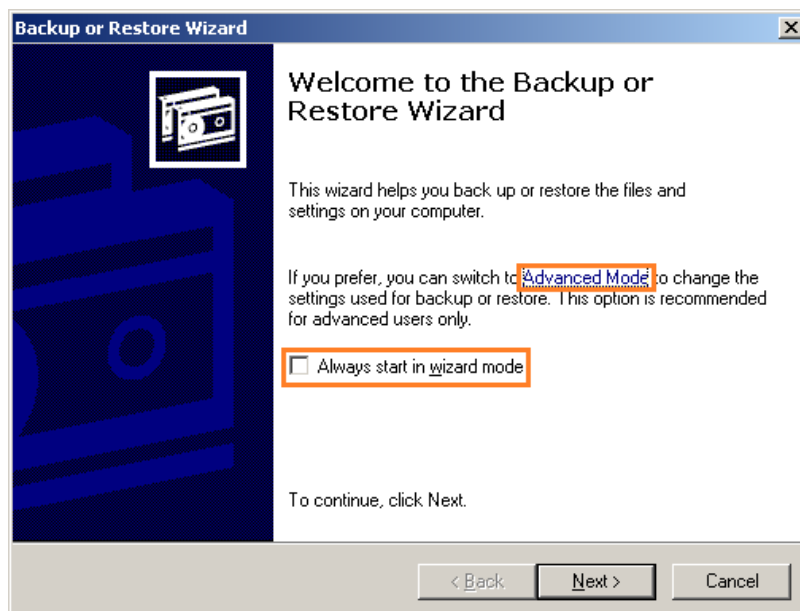 Backup or Restore Wizard
Welcome to the Backup or
Restore Wizard
This wizard helps you back up or restore the files and
settings on your computer.
If you prefer, you can switch to Advanced Mode to change the
settings used for backup or restore. This option is recommended
for advanced users only.
Always start in wizard mode
To continue, click Next.
< Back
Next >
Cancel